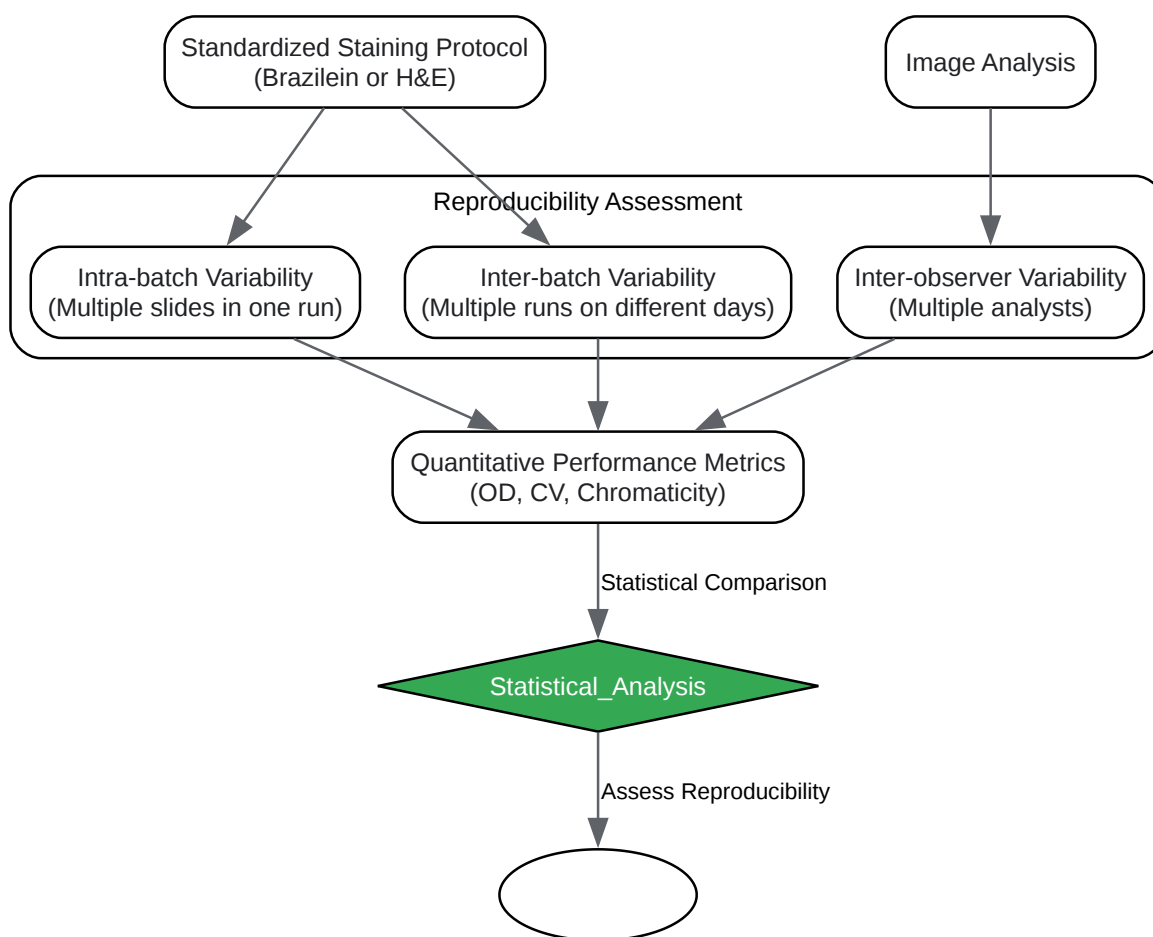 Standardized Staining Protocol
(Brazilein or H&E)
Image Analysis
Reproducibility Assessment
Intra-batch Variability
(Multiple slides in one run)
Inter-batch Variability
(Multiple runs on different days)
Inter-observer Variability
(Multiple analysts)
Quantitative Performance Metrics
(OD, CV, Chromaticity)
Statistical Comparison
Statistical_Analysis
Assess Reproducibility